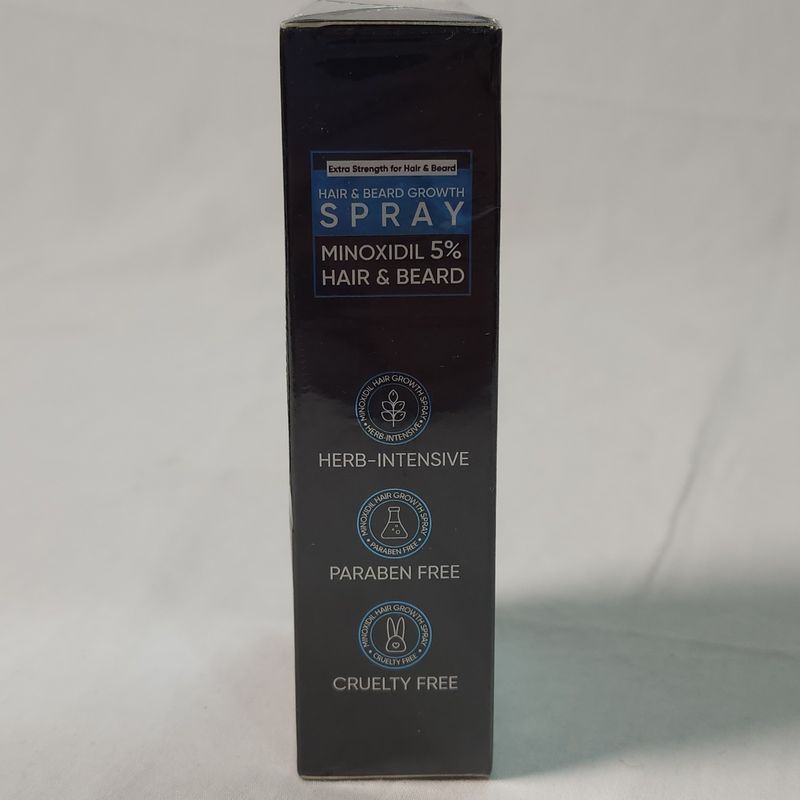 Extra Strength for Hair & Beard
HAIR & BEARD GROWTH
SPRAY
MINOXIDIL 5%
HAIR & BEARD
MINOXIDIL HAIR GROWTH SPRAY
• HERB-INTENSIVE •
HERB-INTENSIVE
MINOXIDIL HAIR GROWTH SPRAY
• PARABEN FREE •
PARABEN FREE
MINOXIDIL HAIR GROWTH SPRAY
• CRUELTY FREE •
CRUELTY FREE